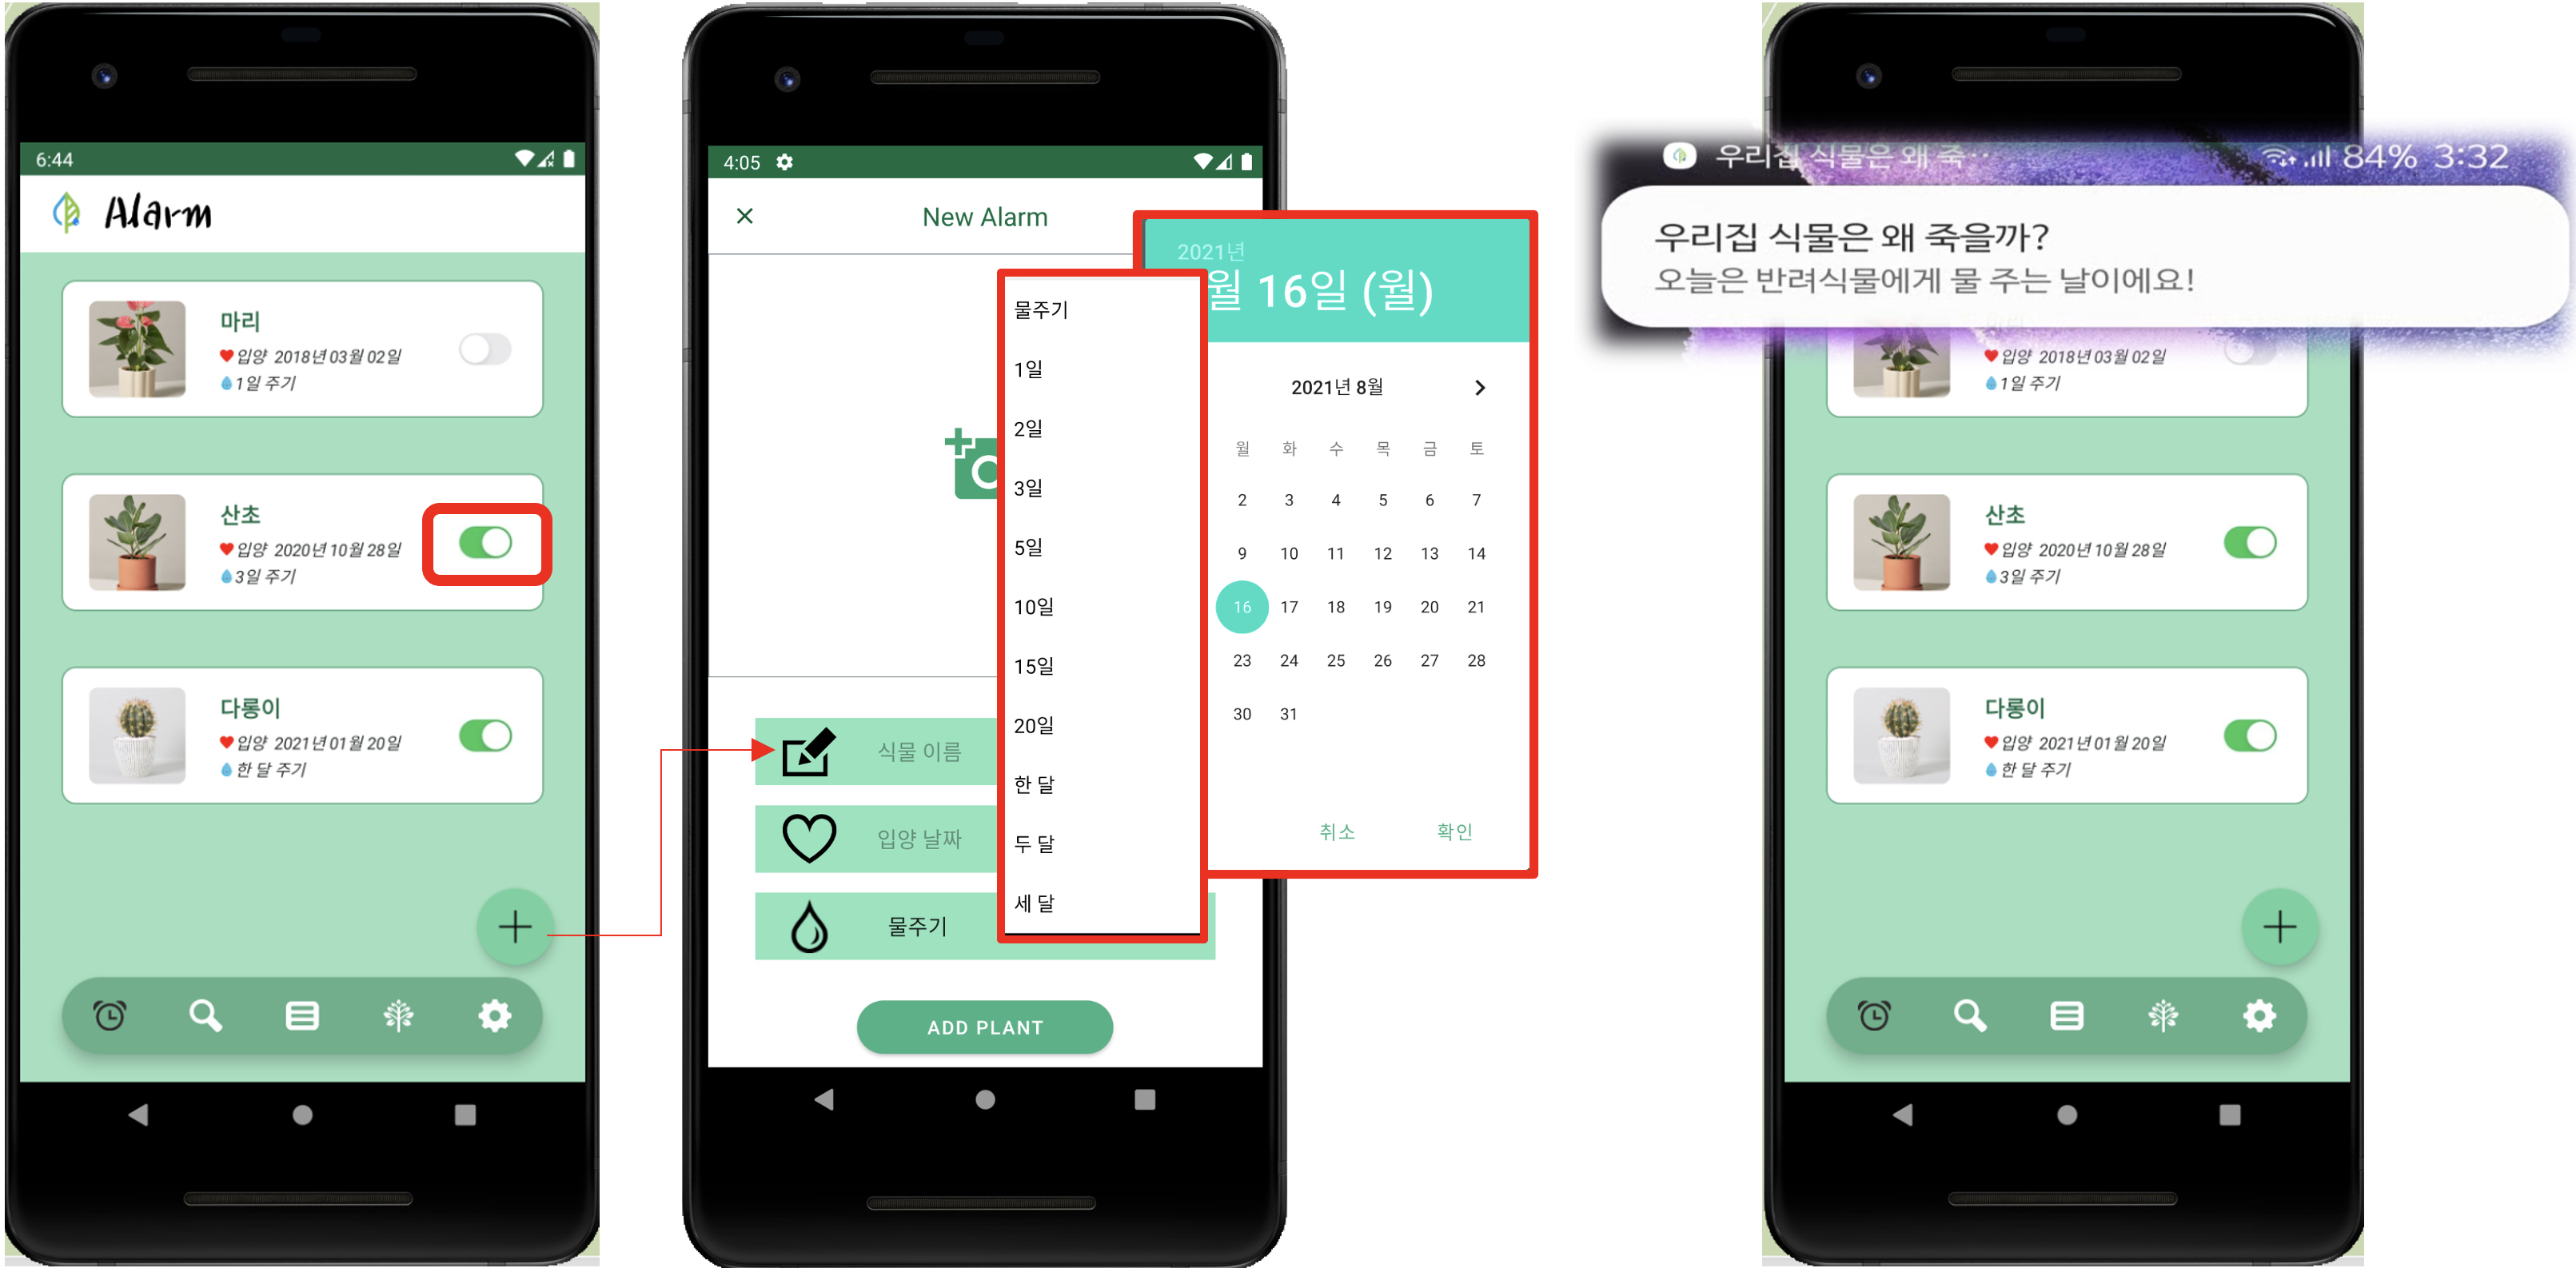 6:44
Alarm
마리
입양 2018년 03월 02일
1일 주기
산초
입양 2020년 10월 28일
3일 주기
다롱이
입양 2021년 01월 20일
한 달 주기
4:05
New Alarm
식물 이름
입양 날짜
물주기
ADD PLANT
물주기
1일
2일
3일
5일
10일
15일
20일
한 달
두 달
세 달
2021년
월 16일 (월)
2021년 8월
월 화 수 목 금 토
2 3 4 5 6 7
9 10 11 12 13 14
16 17 18 19 20 21
23 24 25 26 27 28
30 31
취소 확인
우리집 식물은 왜 죽… 84% 3:32
우리집 식물은 왜 죽을까?
오늘은 반려식물에게 물 주는 날이에요!
입양 2018년 03월 02일
1일 주기
산초
입양 2020년 10월 28일
3일 주기
다롱이
입양 2021년 01월 20일
한 달 주기